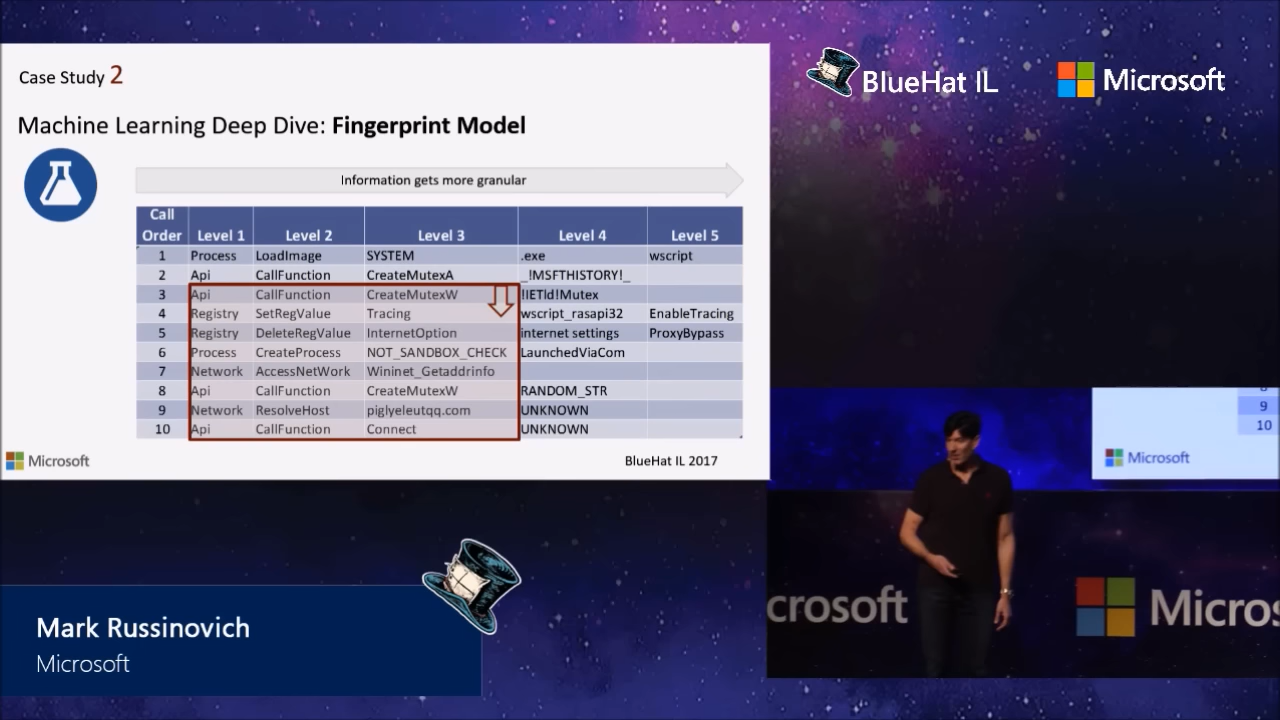 Case Study 2
Machine Learning Deep Dive: Fingerprint Model
Information gets more granular
Call Order Level 1 Level 2 Level 3 Level 4 Level 5
1 Process LoadImage SYSTEM .exe wscript
2 Api CallFunction CreateMutexA _!MSFTHISTORY!_
3 Api CallFunction CreateMutexW !IETld!Mutex
4 Registry SetRegValue Tracing wscript_rasapi32 EnableTracing
5 Registry DeleteRegValue InternetOption internet settings ProxyBypass
6 Process CreateProcess NOT_SANDBOX_CHECK LaunchedViaCom
7 Network AccessNetWork Wininet_Getaddrinfo
8 Api CallFunction CreateMutexW RANDOM_STR
9 Network ResolveHost piglyeleutqq.com UNKNOWN
10 Api CallFunction Connect UNKNOWN
Microsoft
BlueHat IL 2017
BlueHat IL
Microsoft
9
10
Microsoft
crosoft
Micros
Mark Russinovich
Microsoft